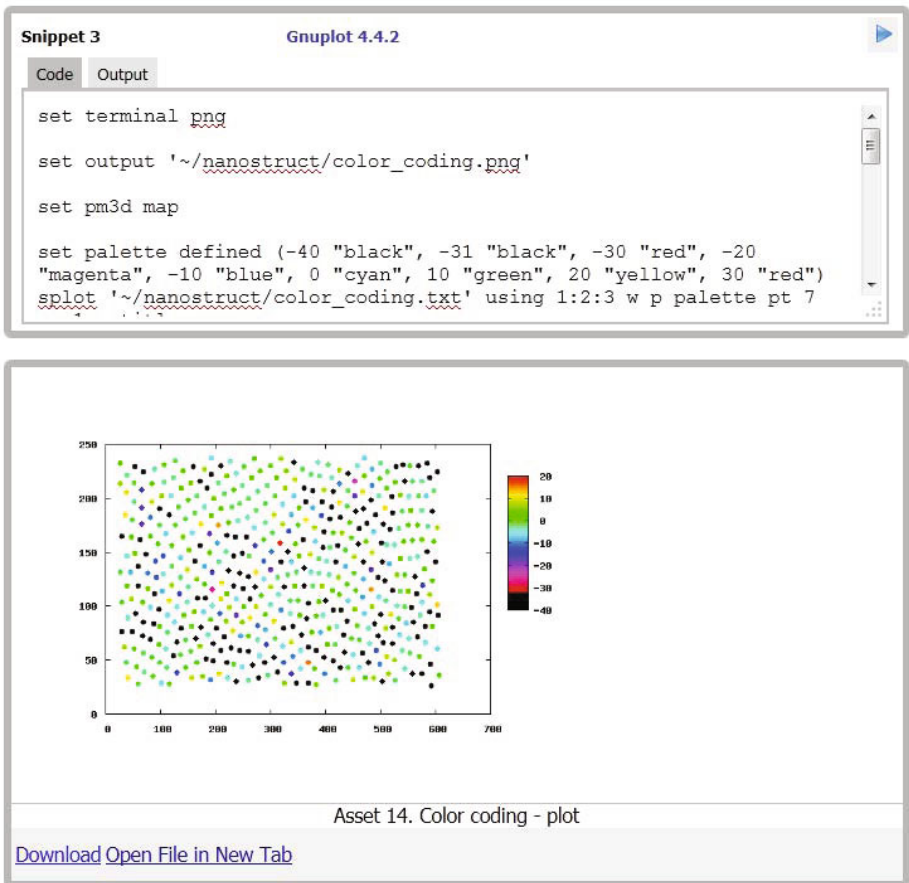 Snippet 3 Gnuplot 4.4.2
Code Output
set terminal png
set output '~/nanostruct/color_coding.png'
set pm3d map
set palette defined (-40 "black", -31 "black", -30 "red", -20
"magenta", -10 "blue", 0 "cyan", 10 "green", 20 "yellow", 30 "red")
splot '~/nanostruct/color_coding.txt' using 1:2:3 w p palette pt 7
250
200
150
100
50
0
0 100 200 300 400 500 600 700
20
10
0
-10
-20
-30
-40
Asset 14. Color coding - plot
Download Open File in New Tab